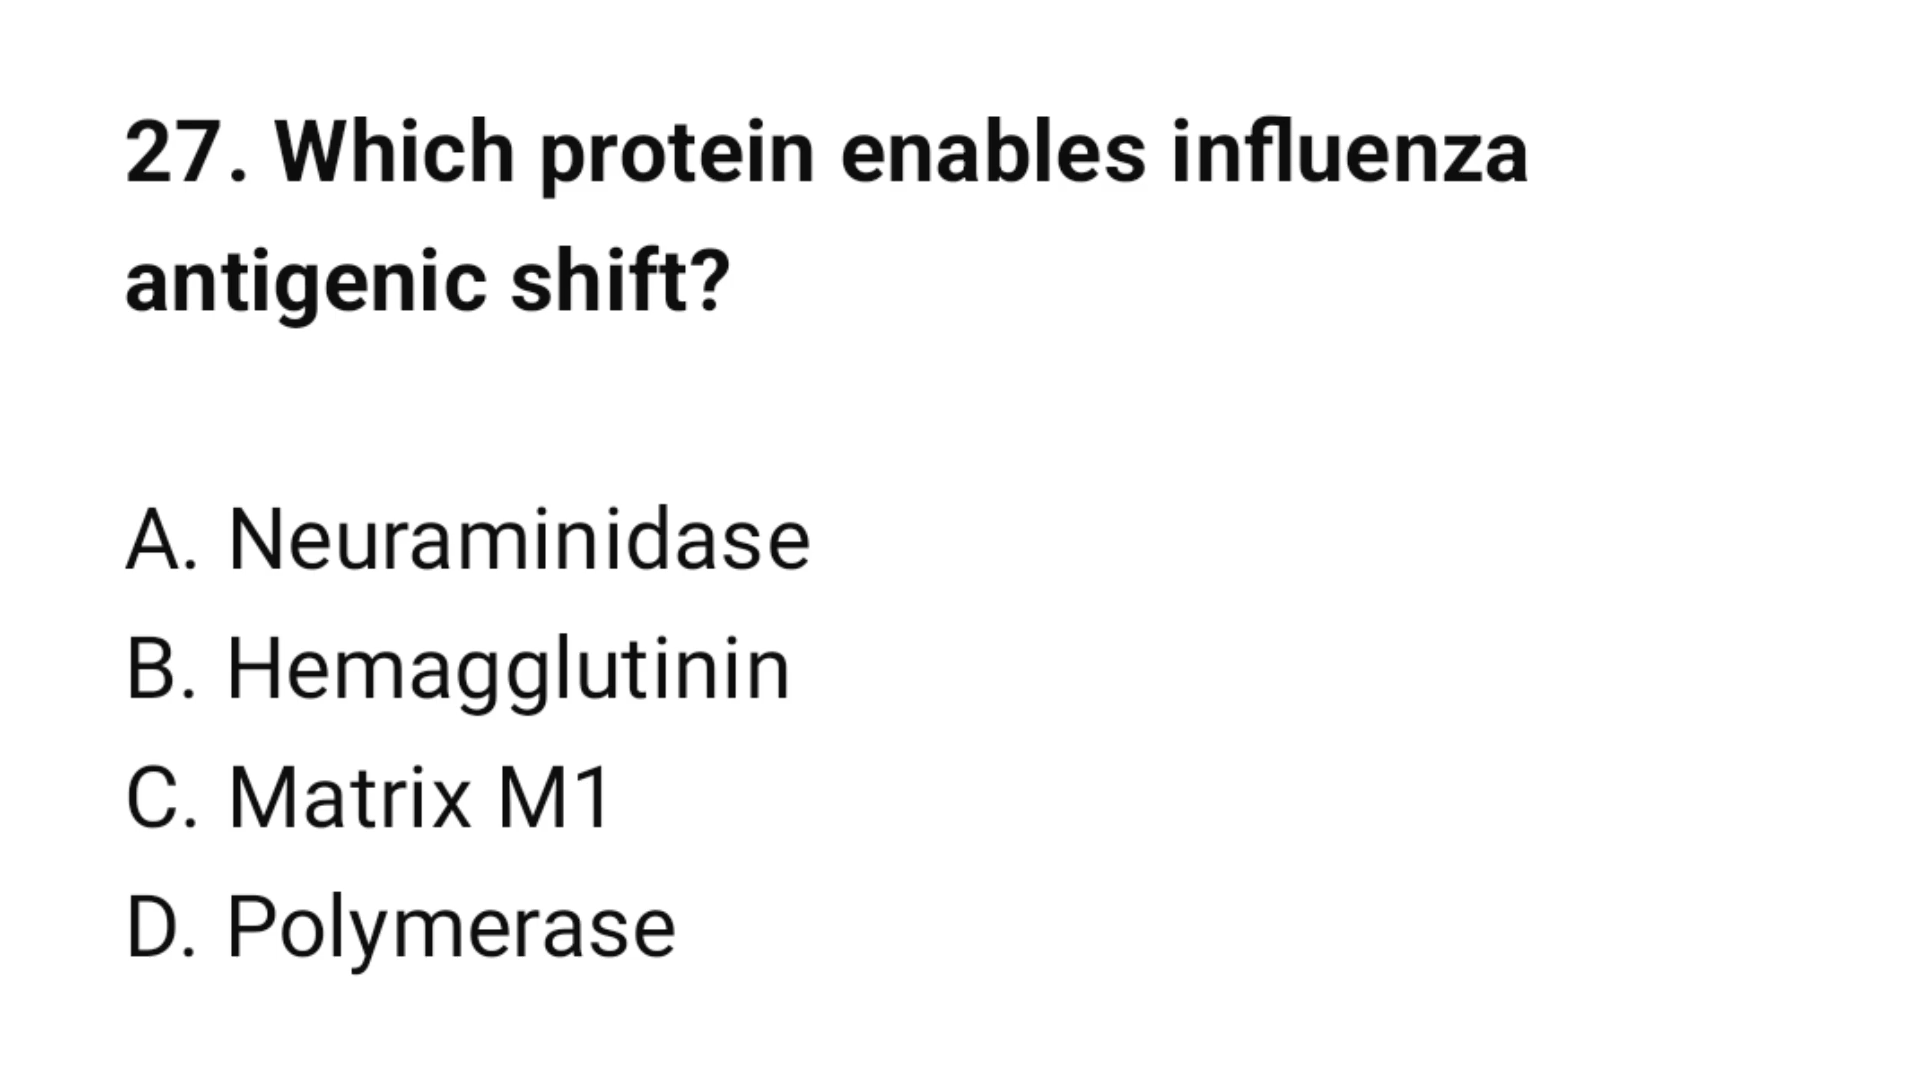 27. Which protein enables influenza
antigenic shift?
A. Neuraminidase
B. Hemagglutinin
C. Matrix M1
D. Polymerase